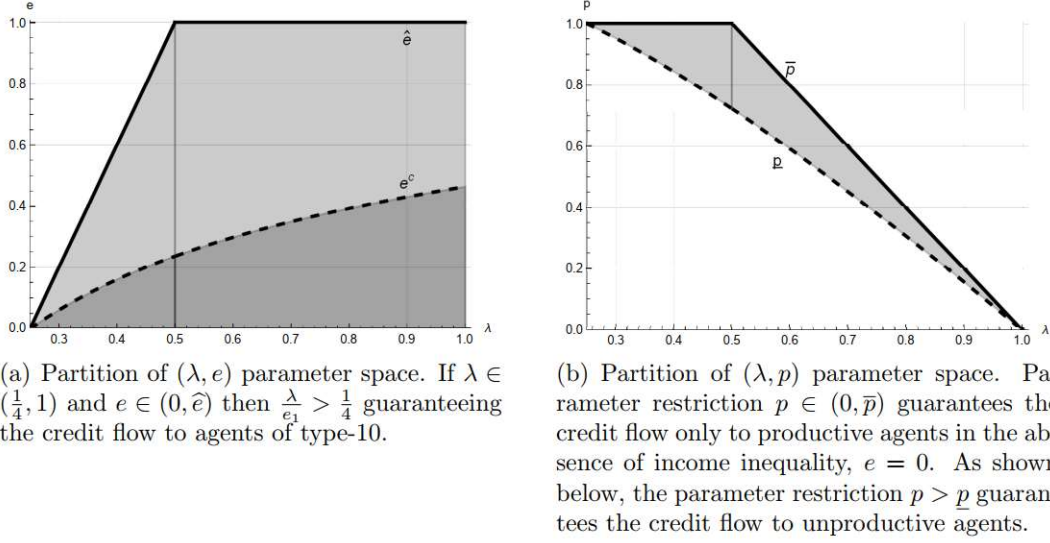 e
1.0
0.8
0.6
0.4
0.2
0.0
ê
e^c
0.3 0.4 0.5 0.6 0.7 0.8 0.9 1.0 λ
(a) Partition of (λ, e) parameter space. If λ ∈
(1/4, 1) and e ∈ (0, ê) then λ/e₁ > 1/4 guaranteeing
the credit flow to agents of type-10.
p
1.0
0.8
0.6
0.4
0.2
0.0
p̅
p̲
0.3 0.4 0.5 0.6 0.7 0.8 0.9 1.0 λ
(b) Partition of (λ, p) parameter space. Pa
rameter restriction p ∈ (0, p̅) guarantees the
credit flow only to productive agents in the ab-
sence of income inequality, e = 0. As shown
below, the parameter restriction p > p̲ guaran
tees the credit flow to unproductive agents.